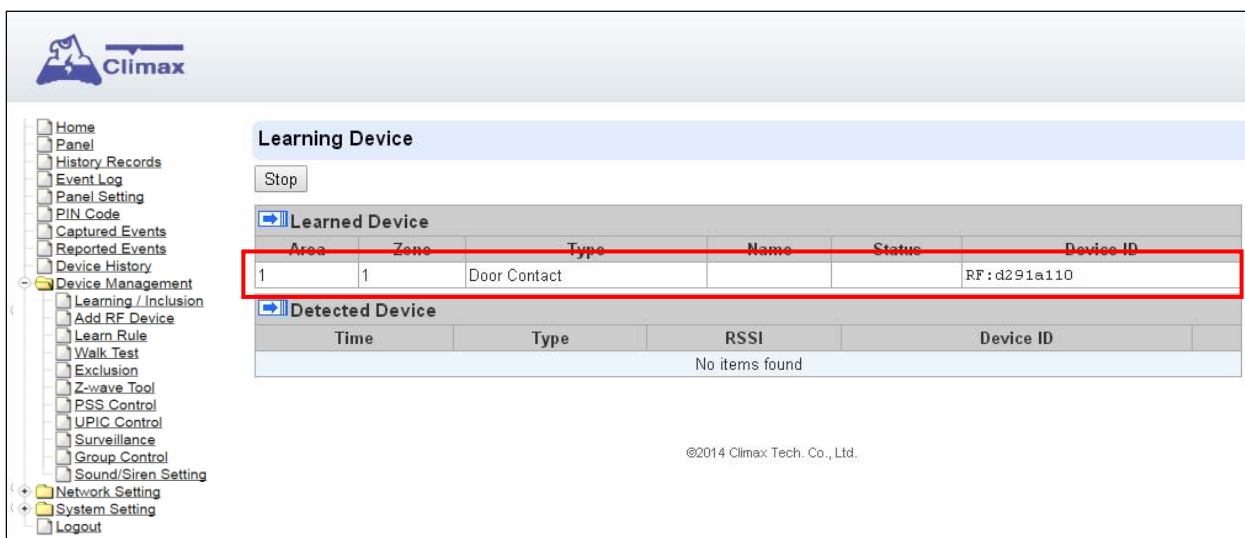 Climax
Home
Panel
History Records
Event Log
Panel Setting
PIN Code
Captured Events
Reported Events
Device History
Device Management
Learning / Inclusion
Add RF Device
Learn Rule
Walk Test
Exclusion
Z-wave Tool
PSS Control
UPIC Control
Surveillance
Group Control
Sound/Siren Setting
Network Setting
System Setting
Logout
Learning Device
Stop
Learned Device
Area Zone Type Name Status Device ID
1 1 Door Contact RF:d291a110
Detected Device
Time Type RSSI Device ID
No items found
©2014 Climax Tech. Co., Ltd.